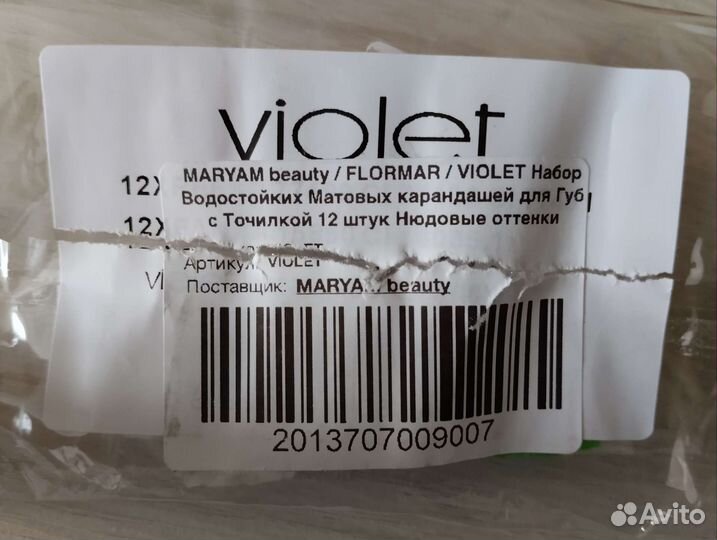 violet
12X
12X
Vi
MARYAM beauty / FLORMAR / VIOLET Набор
Водостойких Матовых карандашей для Губ
с Точилкой 12 штук Нюдовые оттенки
Артикул: VIOLET
Поставщик: MARYAM beauty
2013707009007
Avito